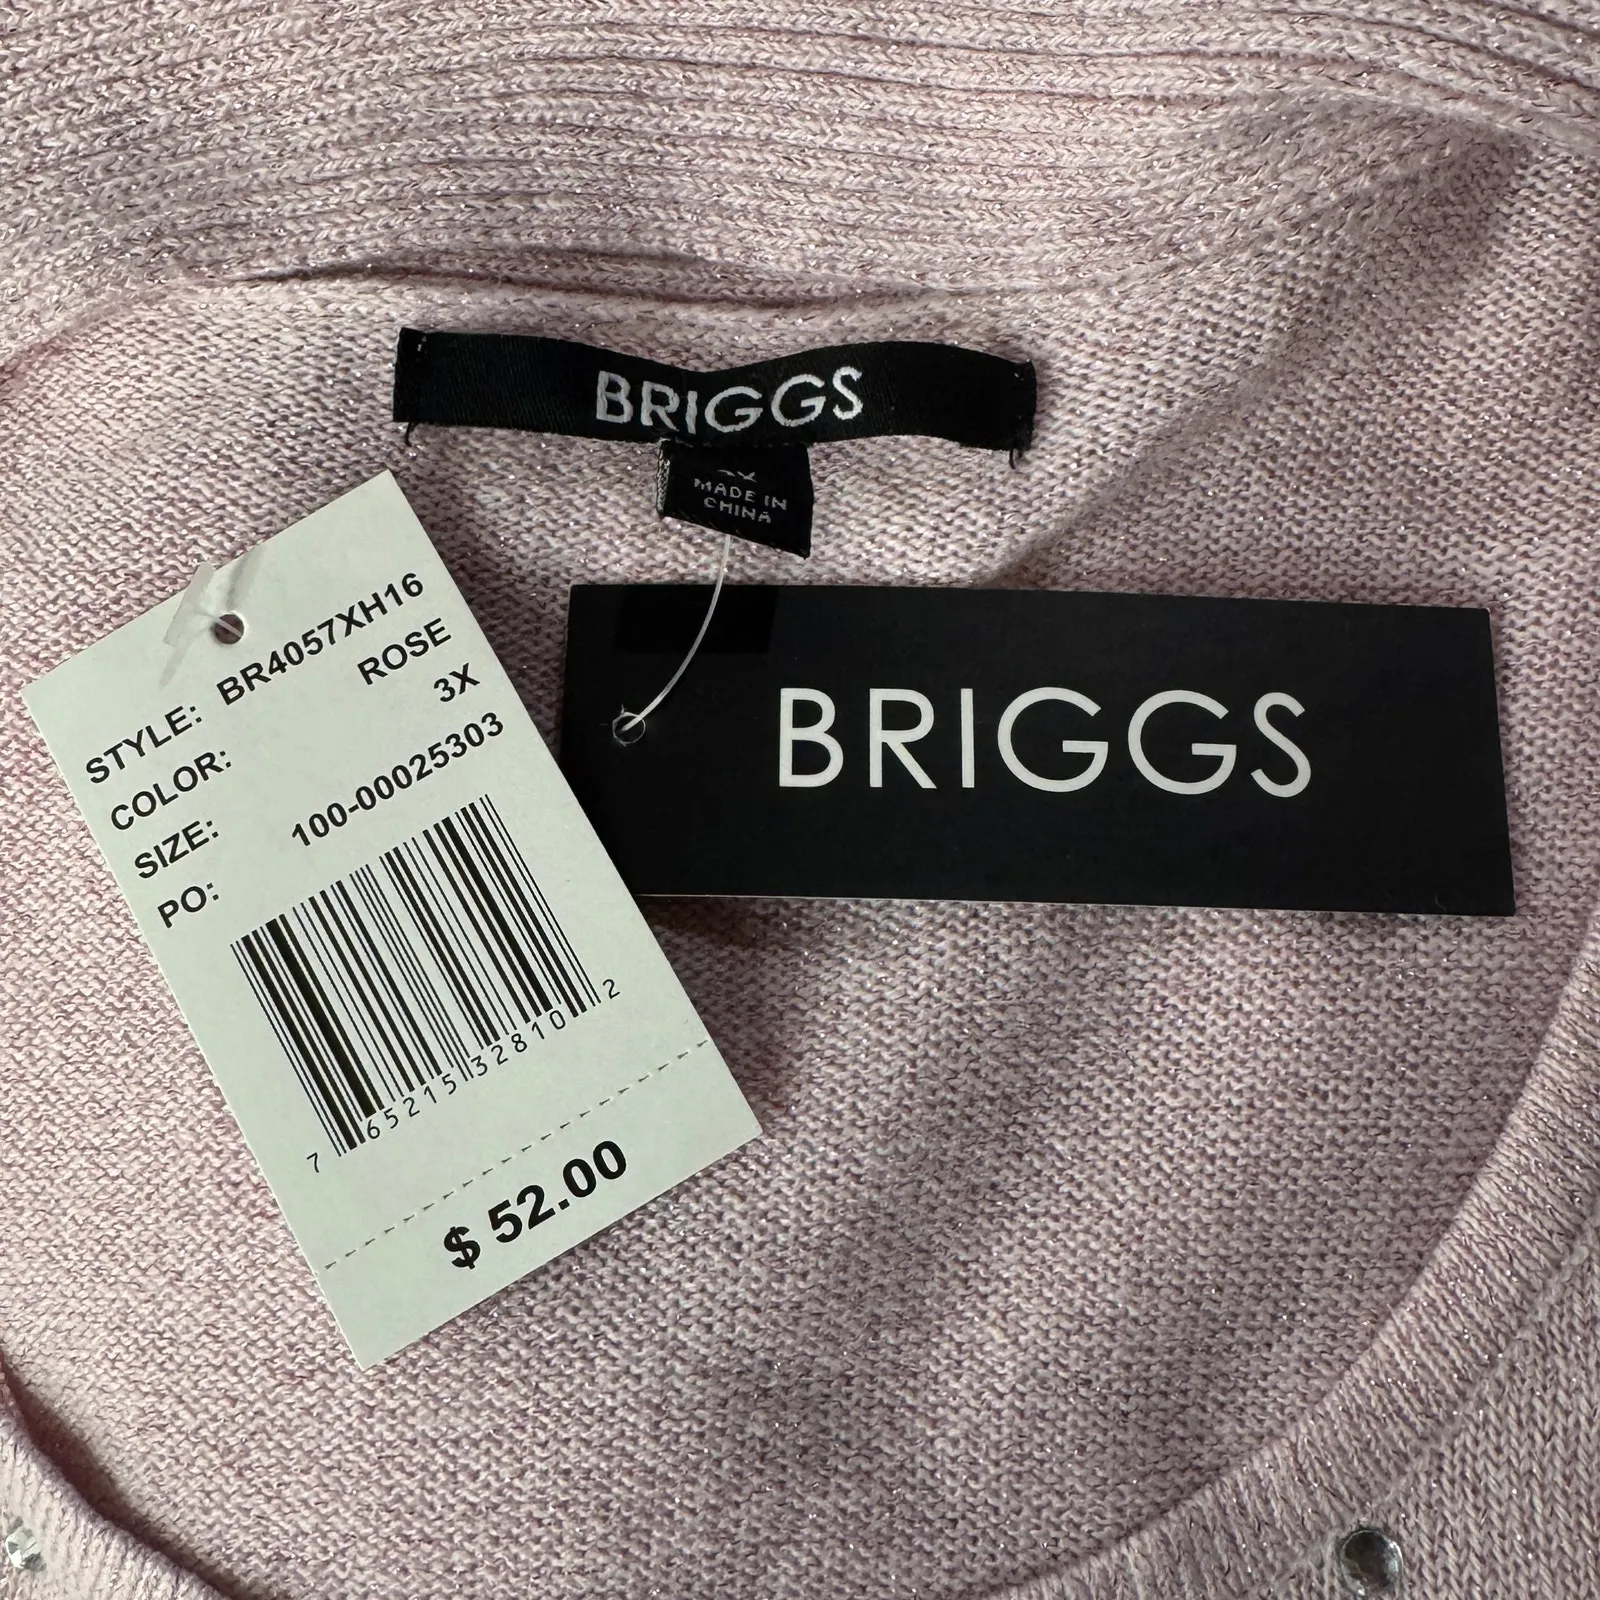 BRIGGS
MADE IN
CHINA
STYLE: BR4057XH16
COLOR: ROSE
SIZE: 3X
PO: 100-00025303
7 65215 32810 2
$ 52.00
BRIGGS